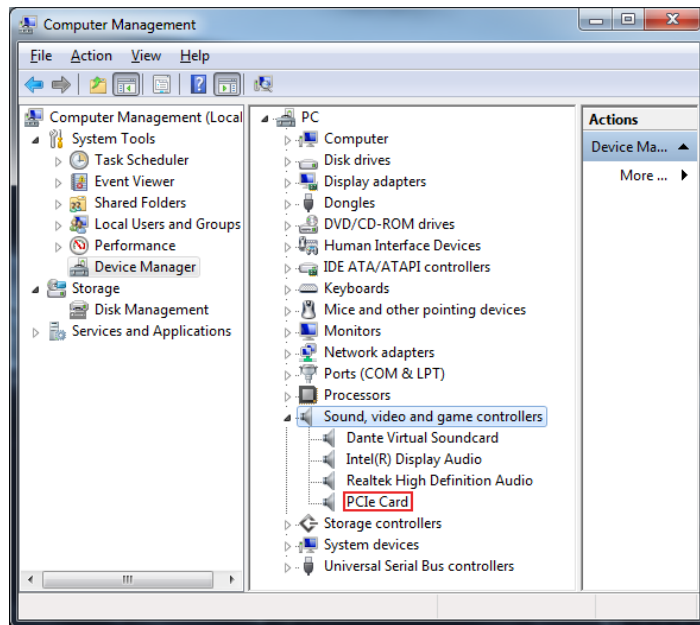 Computer Management
File Action View Help
Computer Management (Local
System Tools
Task Scheduler
Event Viewer
Shared Folders
Local Users and Groups
Performance
Device Manager
Storage
Disk Management
Services and Applications
PC
Computer
Disk drives
Display adapters
Dongles
DVD/CD-ROM drives
Human Interface Devices
IDE ATA/ATAPI controllers
Keyboards
Mice and other pointing devices
Monitors
Network adapters
Ports (COM & LPT)
Processors
Sound, video and game controllers
Dante Virtual Soundcard
Intel(R) Display Audio
Realtek High Definition Audio
PCIe Card
Storage controllers
System devices
Universal Serial Bus controllers
Actions
Device Ma...
More ...